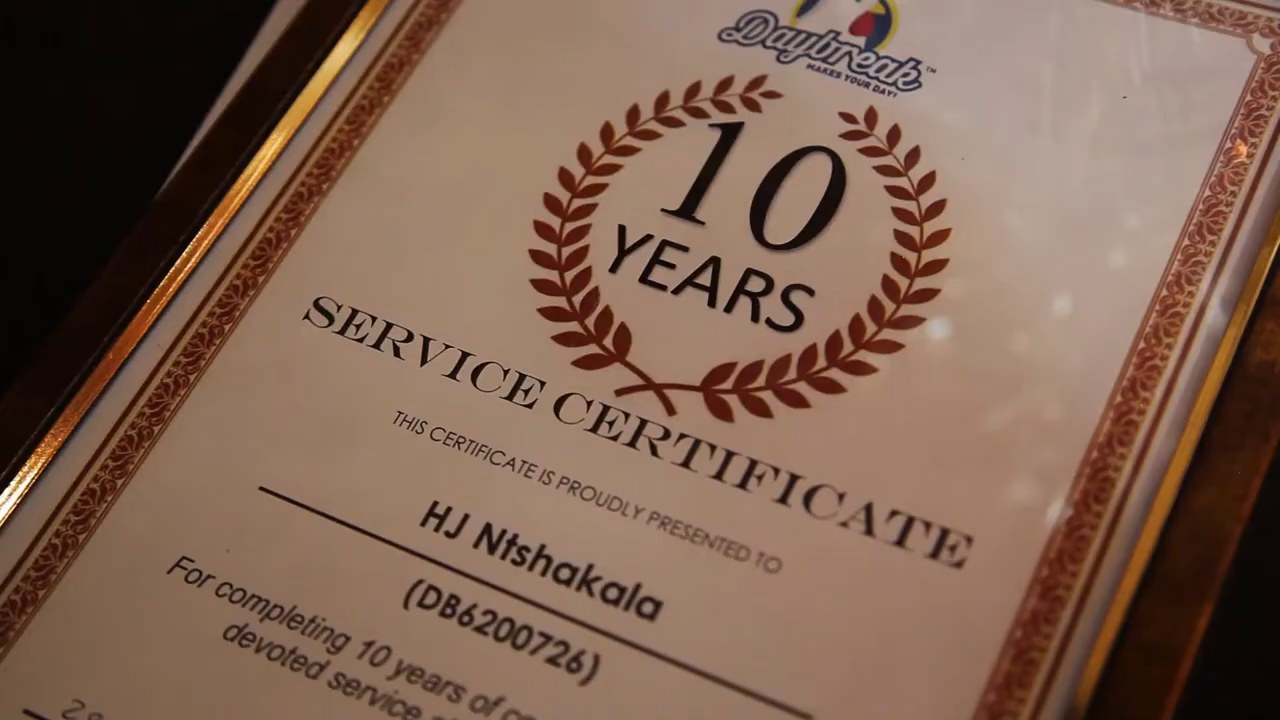 Daybreak™
MAKES YOUR DAY!
10
YEARS
SERVICE CERTIFICATE
THIS CERTIFICATE IS PROUDLY PRESENTED TO
HJ Ntshakala
(DB6200726)
For completing 10 years of
devoted service